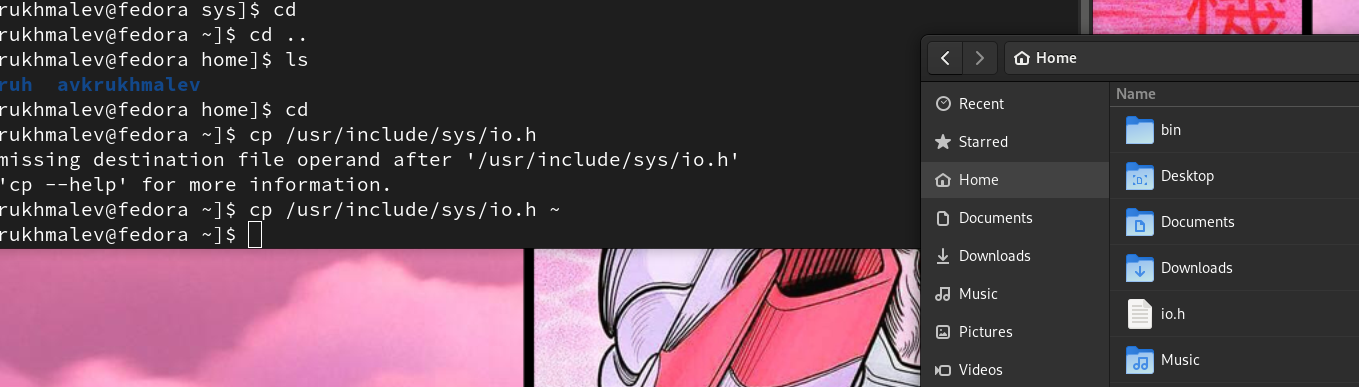 rukhmalev@fedora sys]$ cd
rukhmalev@fedora ~]$ cd ..
rukhmalev@fedora home]$ ls
ruh  avkrukhmalev
rukhmalev@fedora home]$ cd
rukhmalev@fedora ~]$ cp /usr/include/sys/io.h
missing destination file operand after '/usr/include/sys/io.h'
'cp --help' for more information.
rukhmalev@fedora ~]$ cp /usr/include/sys/io.h ~
rukhmalev@fedora ~]$
機
Home
Recent
Starred
Home
Documents
Downloads
Music
Pictures
Videos
Name
bin
Desktop
Documents
Downloads
io.h
Music